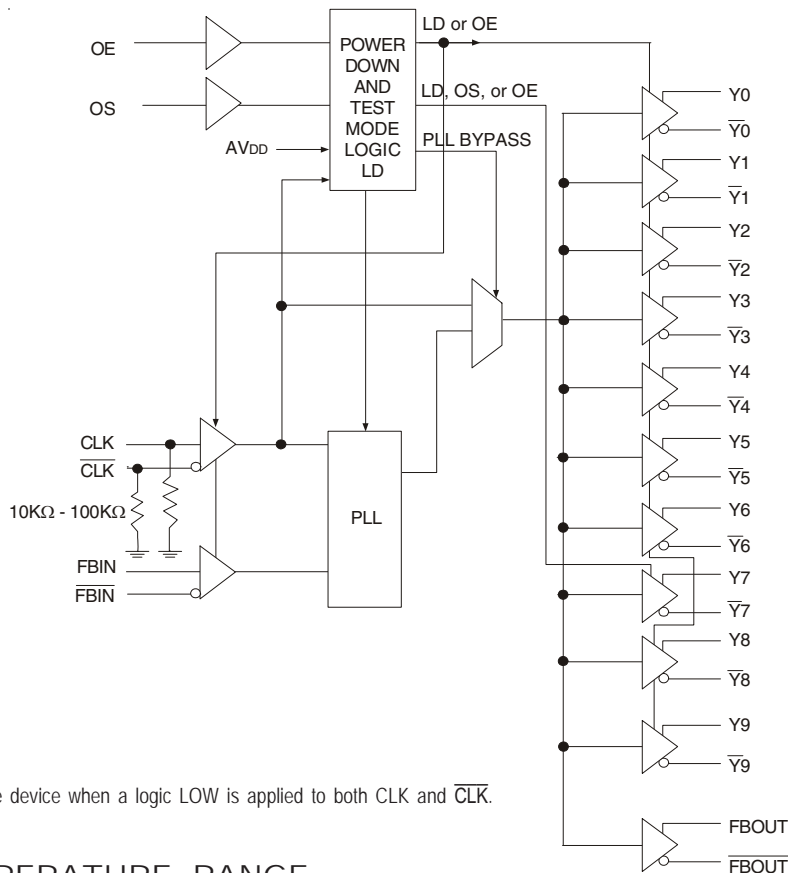 LD or OE
OE
POWER
DOWN
AND
TEST
MODE
LOGIC
LD
LD, OS, or OE
OS
AVDD
PLL BYPASS
Y0
Y̅0
Y1
Y̅1
Y2
Y̅2
Y3
Y̅3
Y4
Y̅4
Y5
Y̅5
Y6
Y̅6
Y7
Y̅7
Y8
Y̅8
Y9
Y̅9
CLK
C̅L̅K̅
10KΩ - 100KΩ
PLL
FBIN
F̅B̅I̅N̅
e device when a logic LOW is applied to both CLK and C̅L̅K̅.
FBOUT
F̅B̅O̅U̅T̅
PERATURE RANGE